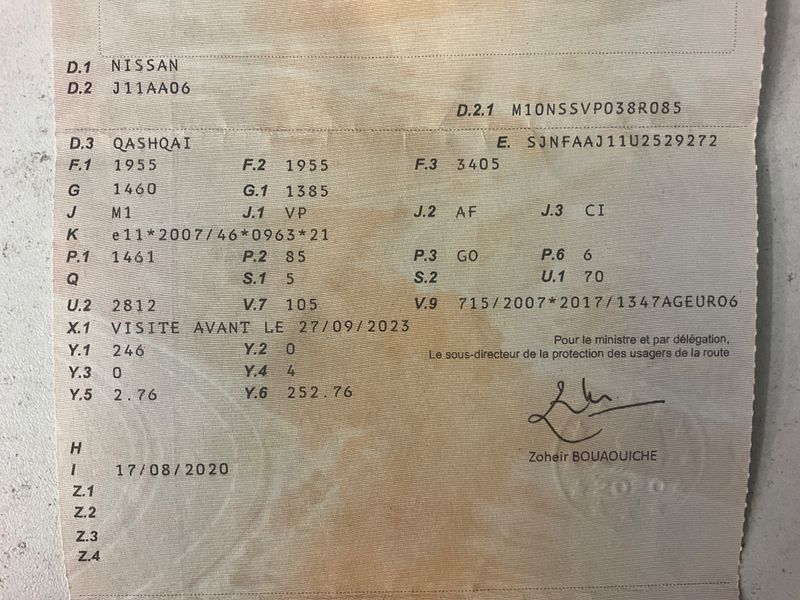 D.1 NISSAN
D.2 J11AA06
D.2.1 M10NSSVP038R085
D.3 QASHQAI E. SJNFAAJ11U2529272
F.1 1955 F.2 1955 F.3 3405
G 1460 G.1 1385
J M1 J.1 VP J.2 AF J.3 CI
K e11*2007/46*0963*21
P.1 1461 P.2 85 P.3 GO P.6 6
Q S.1 5 S.2 U.1 70
U.2 2812 V.7 105 V.9 715/2007*2017/1347AGEURO6
X.1 VISITE AVANT LE 27/09/2023
Y.1 246 Y.2 0
Y.3 0 Y.4 4
Y.5 2.76 Y.6 252.76
Pour le ministre et par délégation,
Le sous-directeur de la protection des usagers de la route
Zoheir BOUAOUICHE
H
I 17/08/2020
Z.1
Z.2
Z.3
Z.4